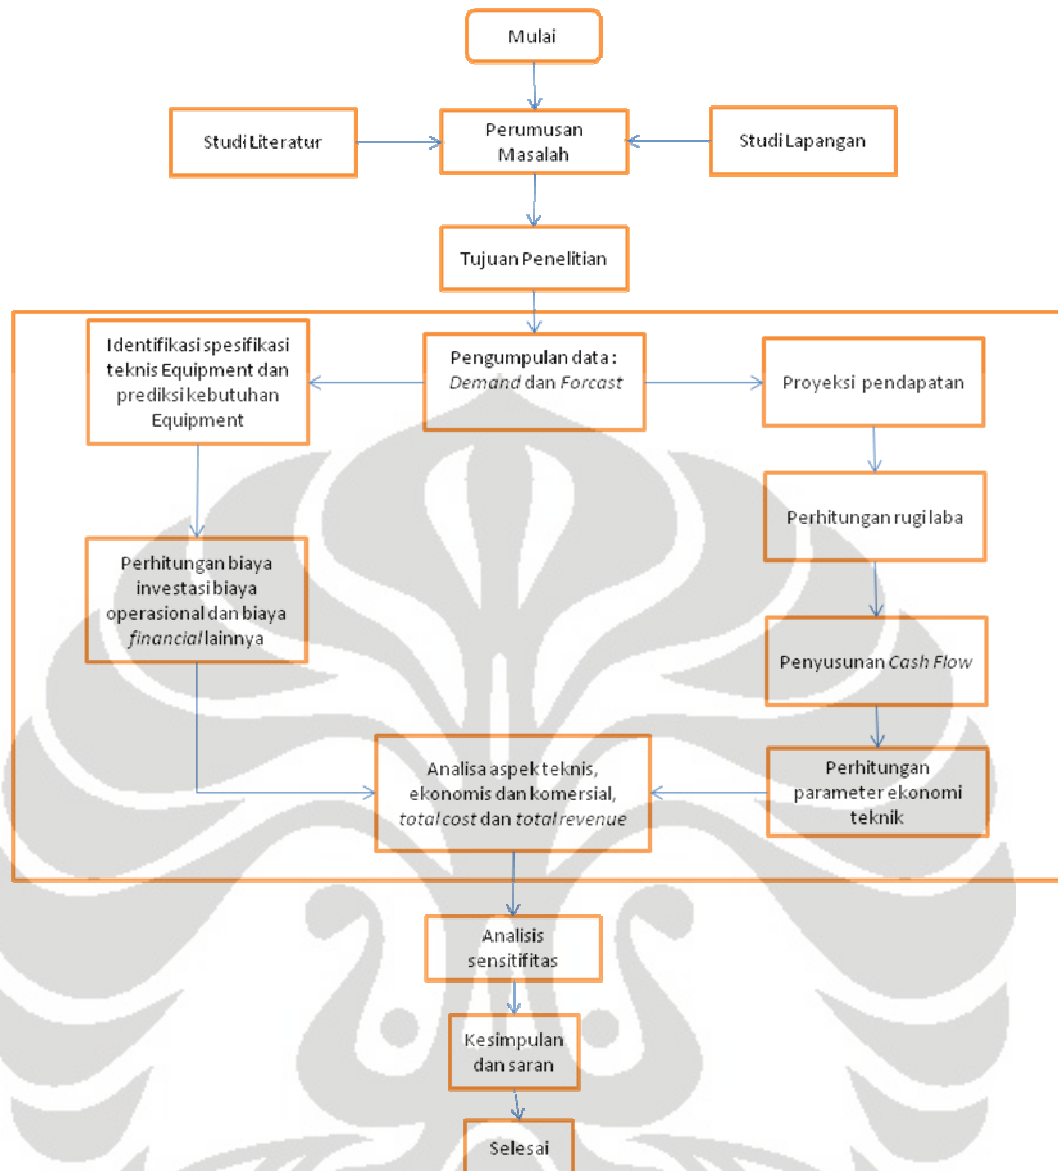 Mulai
Studi Literatur
Perumusan
Masalah
Studi Lapangan
Tujuan Penelitian
Identifikasi spesifikasi
teknis Equipment dan
prediksi kebutuhan
Equipment
Pengumpulan data :
Demand dan Forcast
Proyeksi pendapatan
Perhitungan rugi laba
Perhitungan biaya
investasi biaya
operasional dan biaya
financial lainnya
Penyusunan Cash Flow
Analisa aspek teknis,
ekonomis dan komersial,
total cost dan total revenue
Perhitungan
parameter ekonomi
teknik
Analisis
sensitifitas
Kesimpulan
dan saran
Selesai